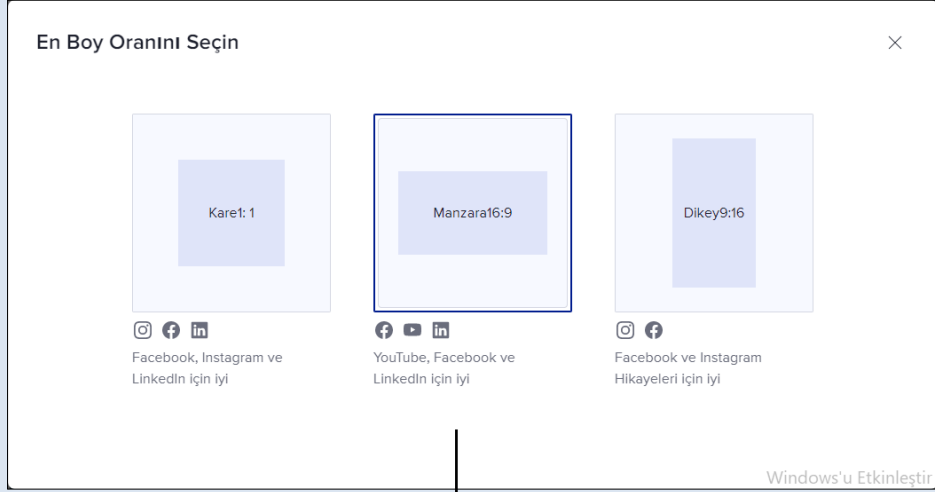 En Boy Oranını Seçin
Kare1: 1
Manzara16:9
Dikey9:16
Facebook, Instagram ve
LinkedIn için iyi
YouTube, Facebook ve
LinkedIn için iyi
Facebook ve Instagram
Hikayeleri için iyi
Windows'u Etkinleştir